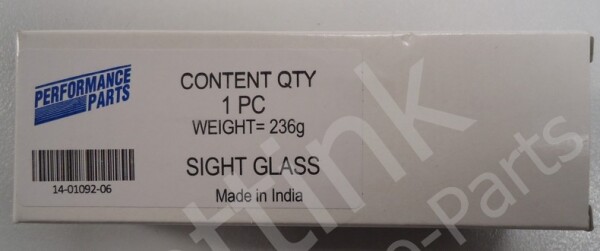 PERFORMANCE
PARTS
14-01092-06
CONTENT QTY
1 PC
WEIGHT= 236g
SIGHT GLASS
Made in India